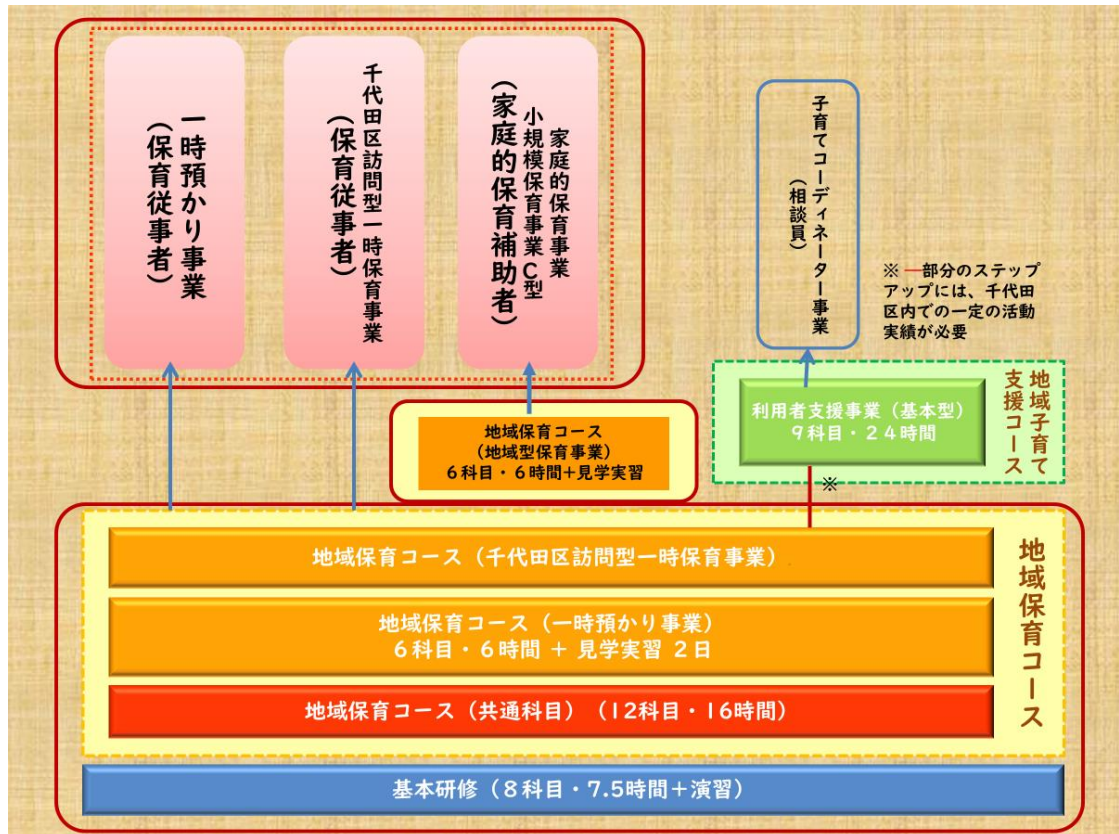 一時預かり事業
（保育従事者）
千代田区訪問型一時保育事業
（保育従事者）
家庭的保育事業
小規模保育事業C型
（家庭的保育補助者）
子育てコーディネーター事業
（相談員）
※ ―部分のステップ
アップには、千代田
区内での一定の活動
実績が必要
地域保育コース
（地域型保育事業）
6科目・6時間＋見学実習
利用者支援事業（基本型）
9科目・24時間
地域子育て
支援コース
※
地域保育コース（千代田区訪問型一時保育事業）
地域保育コース（一時預かり事業）
6科目・6時間 ＋ 見学実習 2日
地域保育コース（共通科目）（12科目・16時間）
地域保育コース
基本研修（8科目・7.5時間＋演習）